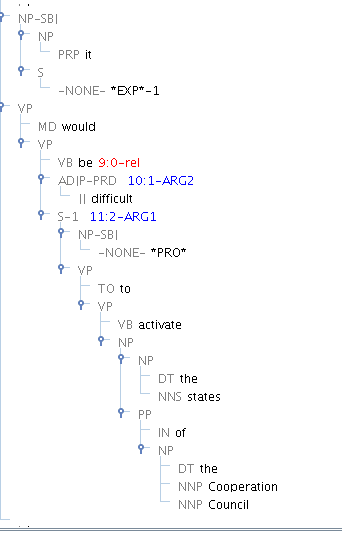 NP-SBJ
NP
PRP it
S
-NONE- *EXP*-1
VP
MD would
VP
VB be 9:0-rel
ADJP-PRD 10:1-ARG2
JJ difficult
S-1 11:2-ARG1
NP-SBJ
-NONE- *PRO*
VP
TO to
VP
VB activate
NP
NP
DT the
NNS states
PP
IN of
NP
DT the
NNP Cooperation
NNP Council